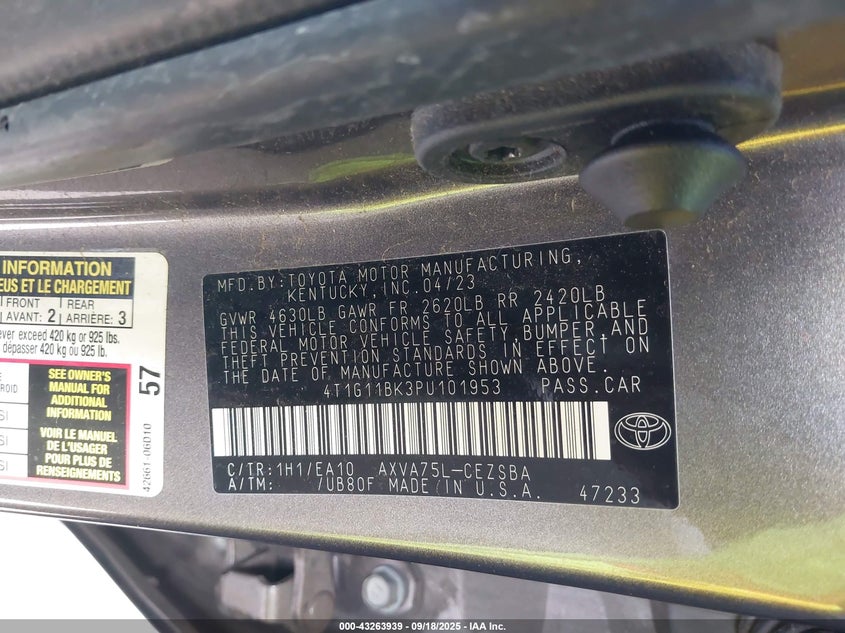 INFORMATION
EUS ET LE CHARGEMENT
FRONT
AVANT: 2
REAR
ARRIÈRE: 3
ever exceed 420 kg or 925 lbs.
dépasser 420 kg ou 925 lb.
SEE OWNER'S
MANUAL FOR
ADDITIONAL
INFORMATION
VOIR LE MANUEL
DE L'USAGER
POUR PLUS DE
RENSEIGNEMENTS
57
42661-06D10
MFD.BY:TOYOTA MOTOR MANUFACTURING,
KENTUCKY,INC.04/23
GVWR 4630LB GAWR FR 2620LB RR 2420LB
THIS VEHICLE CONFORMS TO ALL APPLICABLE
FEDERAL MOTOR VEHICLE SAFETY,BUMPER,AND
THEFT PREVENTION STANDARDS IN EFFECT ON
THE DATE OF MANUFACTURE SHOWN ABOVE.
4T1G11BK3PU101953 PASS.CAR
C/TR:1H1/EA10 AXVA75L-CEZSBA
A/TM: /UB80F MADE IN U.S.A. 47233
000-43263939 - 09/18/2025 - IAA Inc.